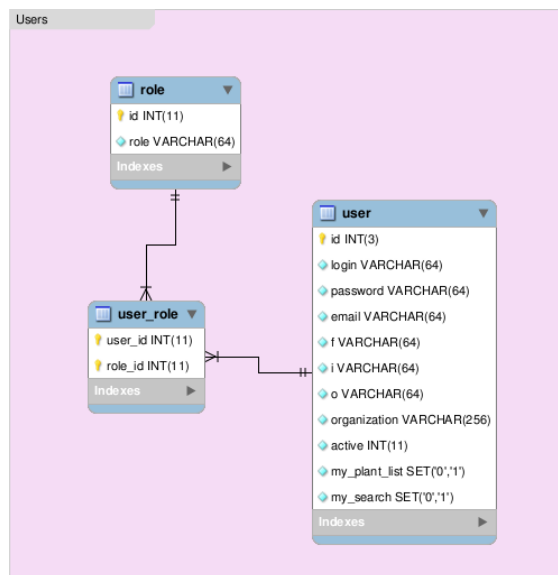 Users
role
id INT(11)
role VARCHAR(64)
Indexes
user_role
user_id INT(11)
role_id INT(11)
Indexes
user
id INT(3)
login VARCHAR(64)
password VARCHAR(64)
email VARCHAR(64)
f VARCHAR(64)
i VARCHAR(64)
o VARCHAR(64)
organization VARCHAR(256)
active INT(11)
my_plant_list SET('0','1')
my_search SET('0','1')
Indexes